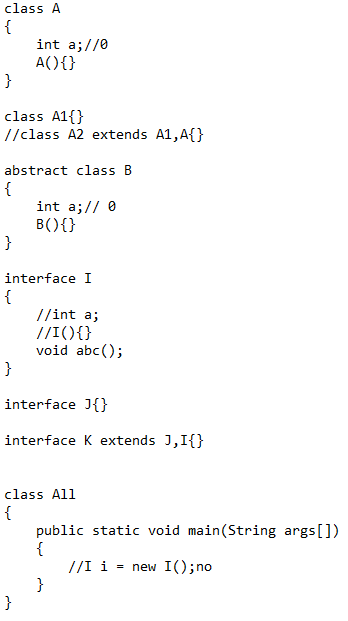 class A
{
    int a;//0
    A(){}
}

class A1{}
//class A2 extends A1,A{}

abstract class B
{
    int a;// 0
    B(){}
}

interface I
{
    //int a;
    //I(){}
    void abc();
}

interface J{}

interface K extends J,I{}


class All
{
    public static void main(String args[])
    {
        //I i = new I();no
    }
}